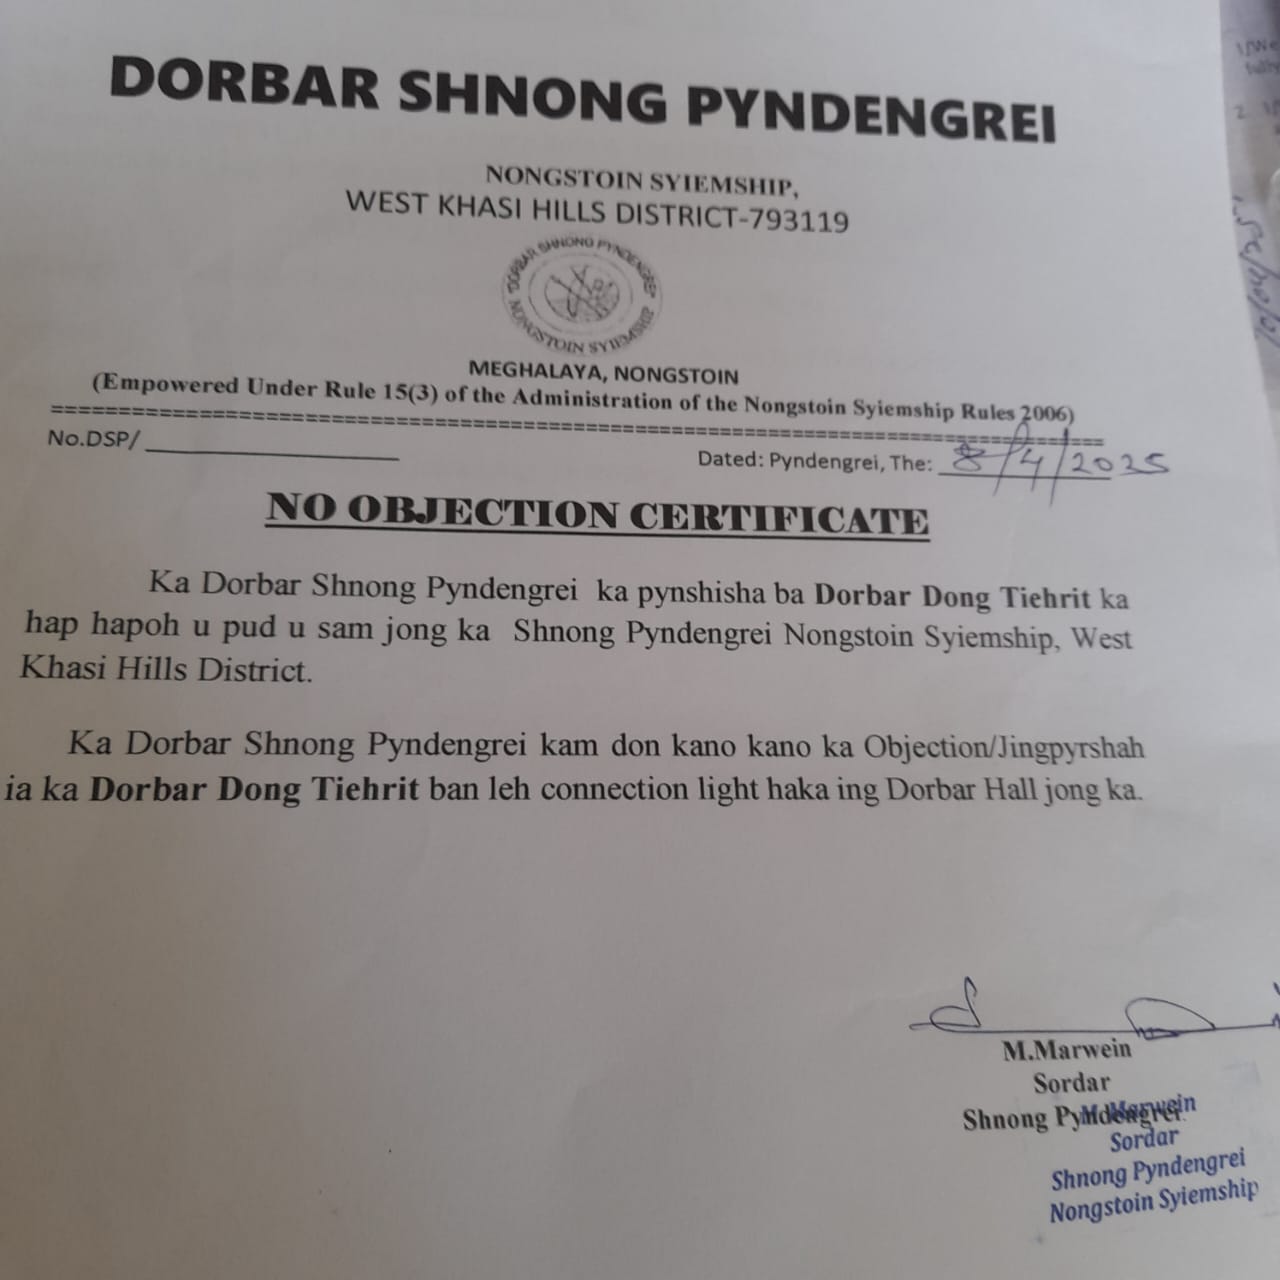 DORBAR SHNONG PYNDENGREI
NONGSTOIN SYIEMSHIP,
WEST KHASI HILLS DISTRICT-793119
DORBAR SHNONG PYNDENGREI
NONGSTOIN SYIEMSHIP
MEGHALAYA, NONGSTOIN
(Empowered Under Rule 15(3) of the Administration of the Nongstoin Syiemship Rules 2006)
No.DSP/
Dated: Pyndengrei, The: 8/4/2025
NO OBJECTION CERTIFICATE
Ka Dorbar Shnong Pyndengrei ka pynshisha ba Dorbar Dong Tiehrit ka
hap hapoh u pud u sam jong ka Shnong Pyndengrei Nongstoin Syiemship, West
Khasi Hills District.
Ka Dorbar Shnong Pyndengrei kam don kano kano ka Objection/Jingpyrshah
ia ka Dorbar Dong Tiehrit ban leh connection light haka ing Dorbar Hall jong ka.
M.Marwein
Sordar
Shnong Pyndengrei
M.Marwein
Sordar
Shnong Pyndengrei
Nongstoin Syiemship